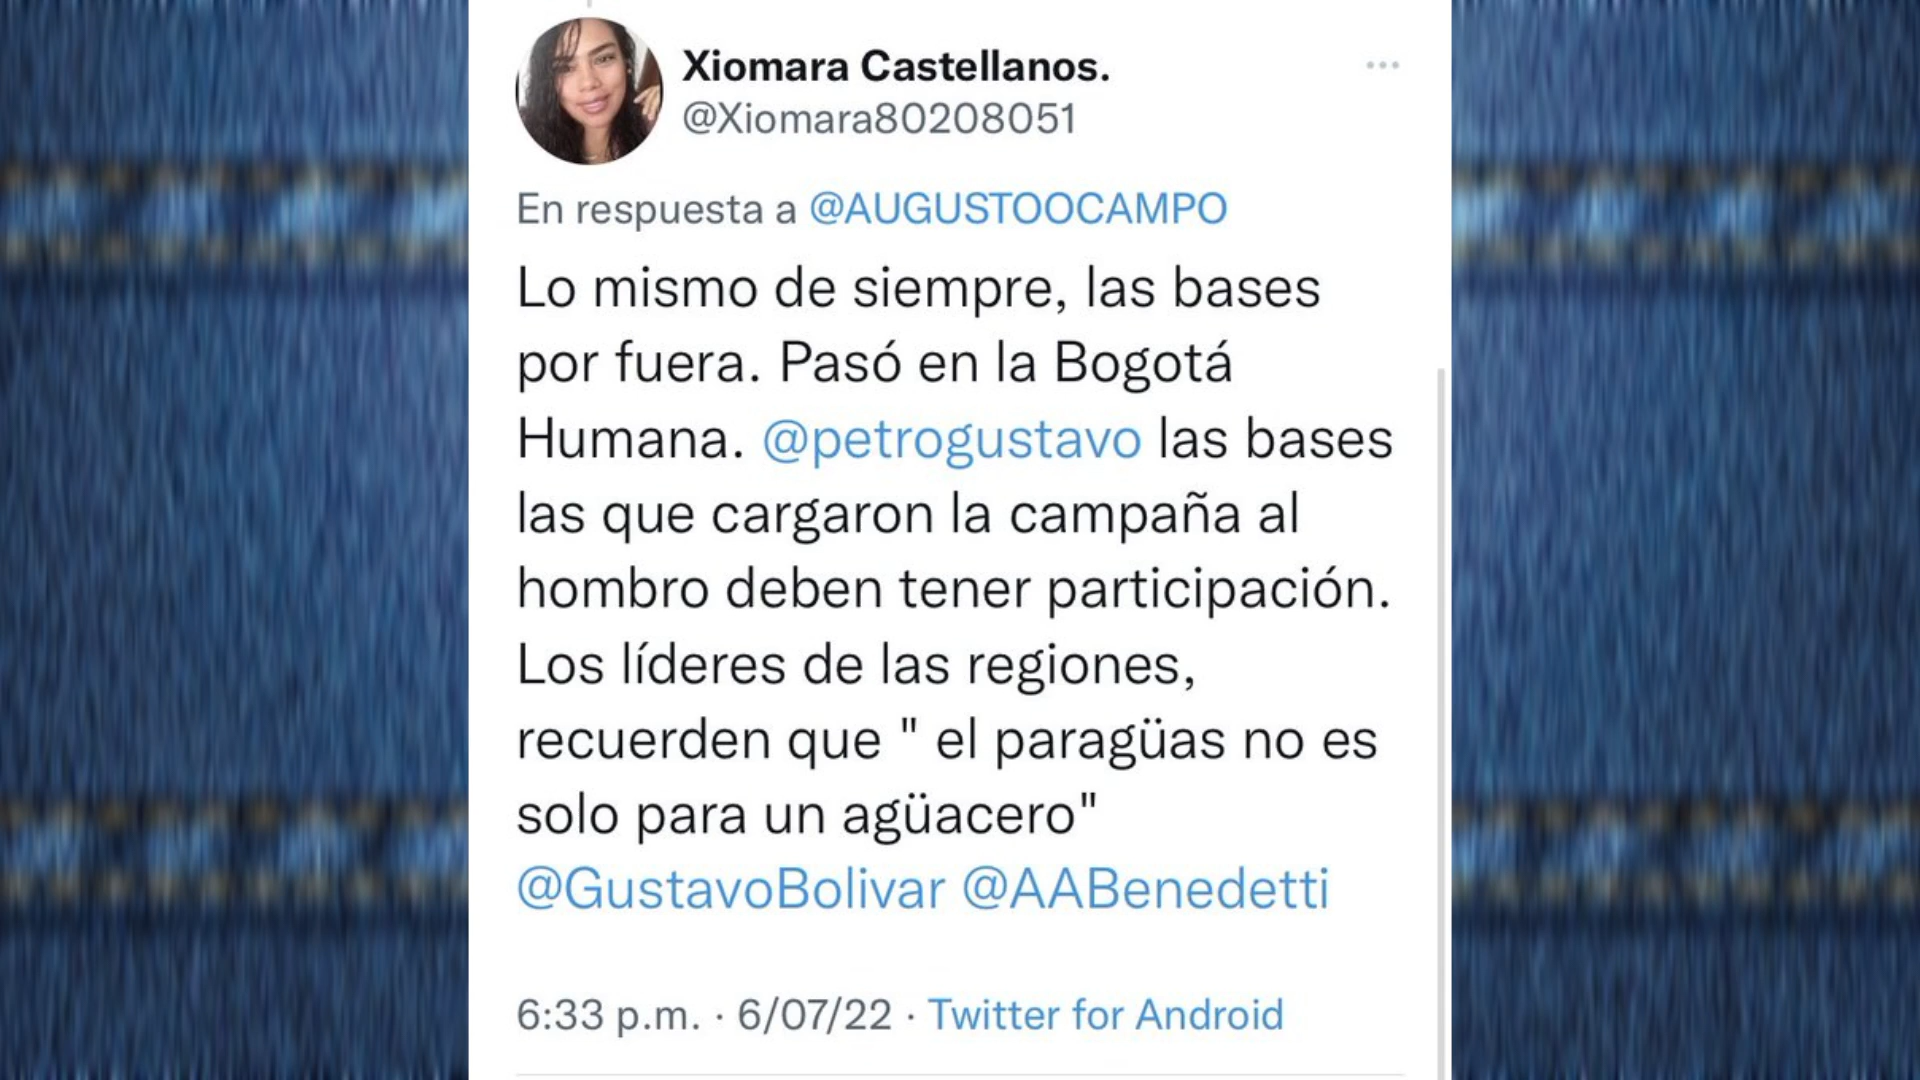 Xiomara Castellanos.
@Xiomara80208051
En respuesta a @AUGUSTOOCAMPO
Lo mismo de siempre, las bases
por fuera. Pasó en la Bogotá
Humana. @petrogustavo las bases
las que cargaron la campaña al
hombro deben tener participación.
Los líderes de las regiones,
recuerden que " el paragüas no es
solo para un agüacero"
@GustavoBolivar @AABenedetti
6:33 p.m. · 6/07/22 · Twitter for Android